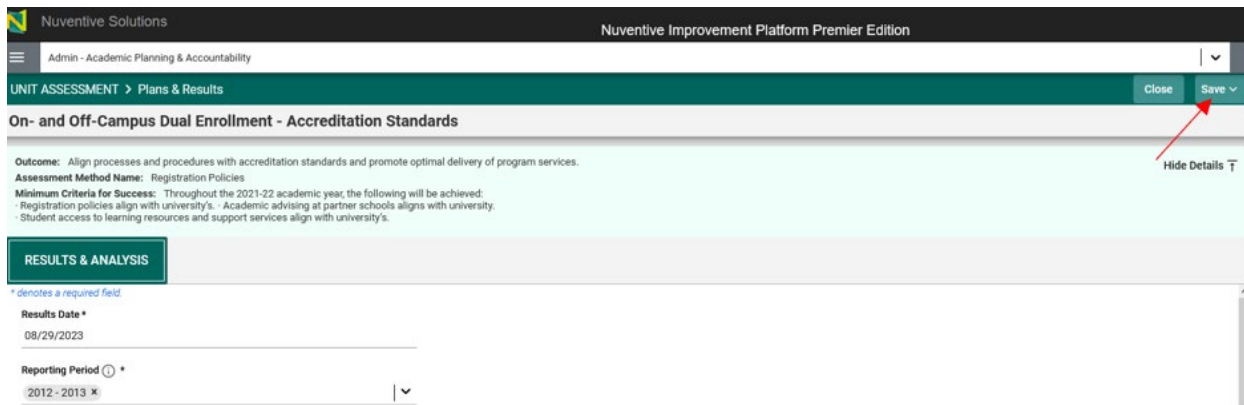 Nuventive Solutions
Nuventive Improvement Platform Premier Edition
Admin - Academic Planning & Accountability
UNIT ASSESSMENT > Plans & Results
Close
Save
On- and Off-Campus Dual Enrollment - Accreditation Standards
Outcome: Align processes and procedures with accreditation standards and promote optimal delivery of program services.
Hide Details
Assessment Method Name: Registration Policies
Minimum Criteria for Success: Throughout the 2021-22 academic year, the following will be achieved:
· Registration policies align with university's. · Academic advising at partner schools aligns with university.
· Student access to learning resources and support services align with university's.
RESULTS & ANALYSIS
* denotes a required field.
Results Date *
08/29/2023
Reporting Period ⓘ *
2012 - 2013 ×